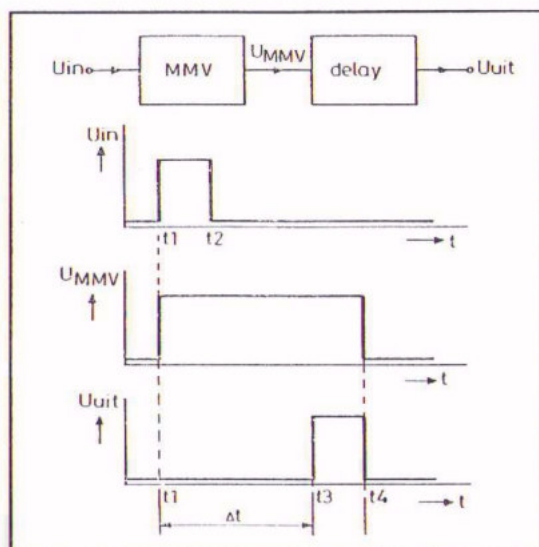 Uin MMV UMMV delay Uuit
Uin
t1 t2 t
UMMV
t
Uuit
t1 t3 t4 t
Δt